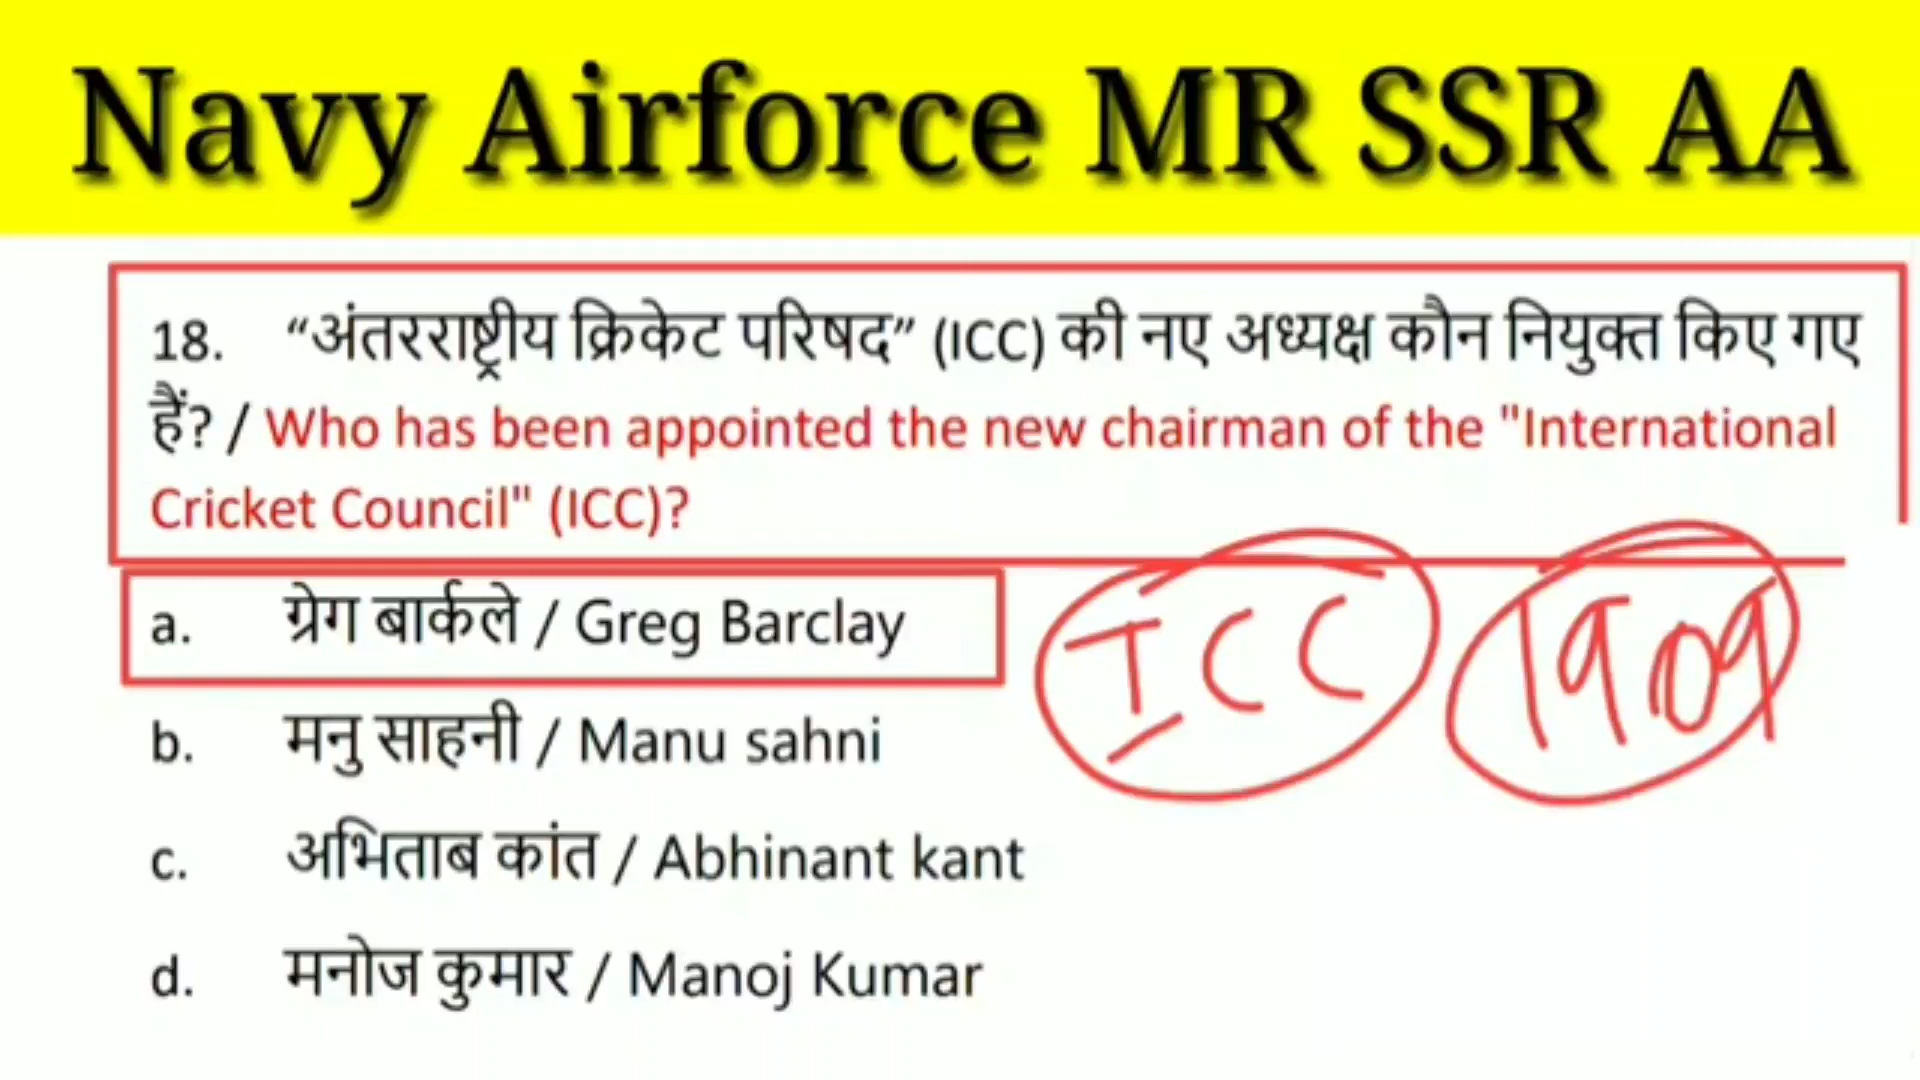 Navy Airforce MR SSR AA
18. “अंतरराष्ट्रीय क्रिकेट परिषद” (ICC) की नए अध्यक्ष कौन नियुक्त किए गए
हैं? / Who has been appointed the new chairman of the "International
Cricket Council" (ICC)?
a. ग्रेग बार्कले / Greg Barclay
ICC 1909
b. मनु साहनी / Manu sahni
c. अभिताब कांत / Abhinant kant
d. मनोज कुमार / Manoj Kumar